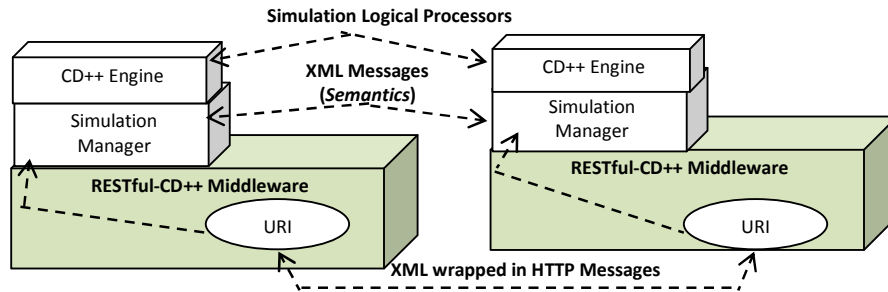 Simulation Logical Processors
CD++ Engine
CD++ Engine
XML Messages
(Semantics)
Simulation
Manager
Simulation
Manager
RESTful-CD++ Middleware
RESTful-CD++ Middleware
URI
URI
XML wrapped in HTTP Messages